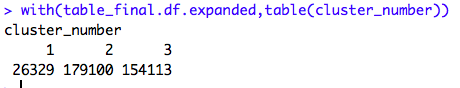 > with(table_final.df.expanded,table(cluster_number))
cluster_number
1 2 3
26329 179100 154113